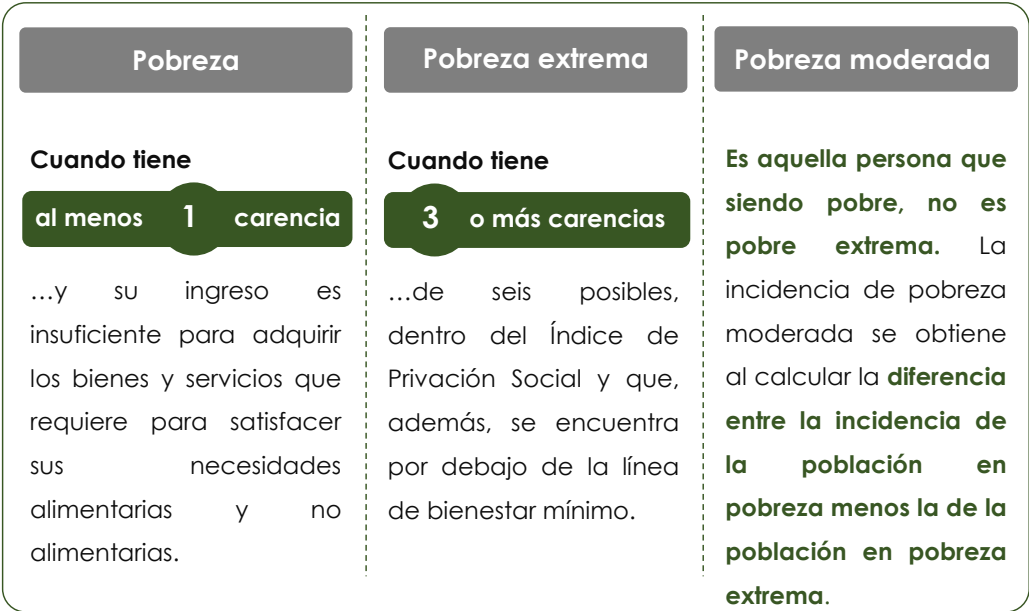 Pobreza
Cuando tiene
al menos 1 carencia
…y su ingreso es
insuficiente para adquirir
los bienes y servicios que
requiere para satisfacer
sus necesidades
alimentarias y no
alimentarias.
Pobreza extrema
Cuando tiene
3 o más carencias
…de seis posibles,
dentro del Índice de
Privación Social y que,
además, se encuentra
por debajo de la línea
de bienestar mínimo.
Pobreza moderada
Es aquella persona que
siendo pobre, no es
pobre extrema. La
incidencia de pobreza
moderada se obtiene
al calcular la diferencia
entre la incidencia de
la población en
pobreza menos la de la
población en pobreza
extrema.